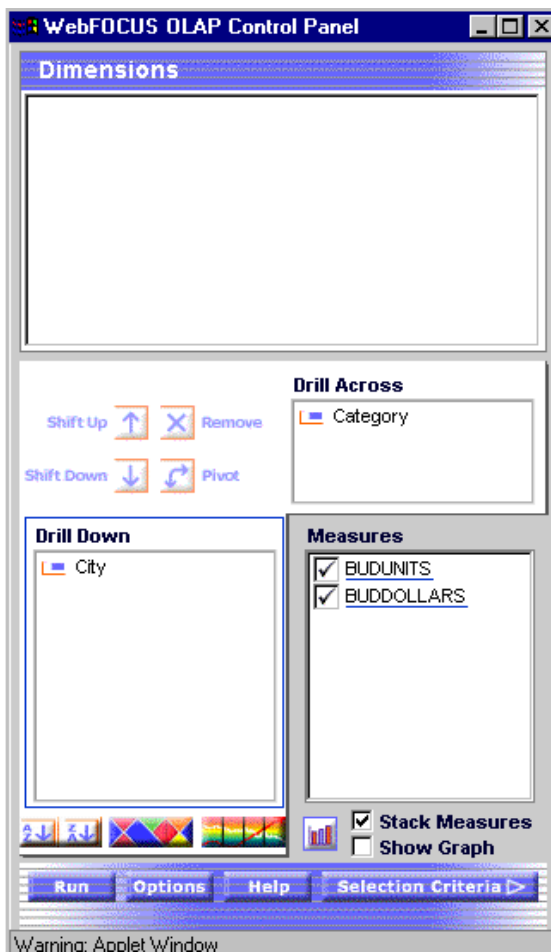 WebFOCUS OLAP Control Panel
Dimensions
Drill Across
Category
Shift Up
Remove
Shift Down
Pivot
Drill Down
City
Measures
BUDUNITS
BUDDOLLARS
A Z
Z A
Stack Measures
Show Graph
Run
Options
Help
Selection Criteria
Warning: Applet Window